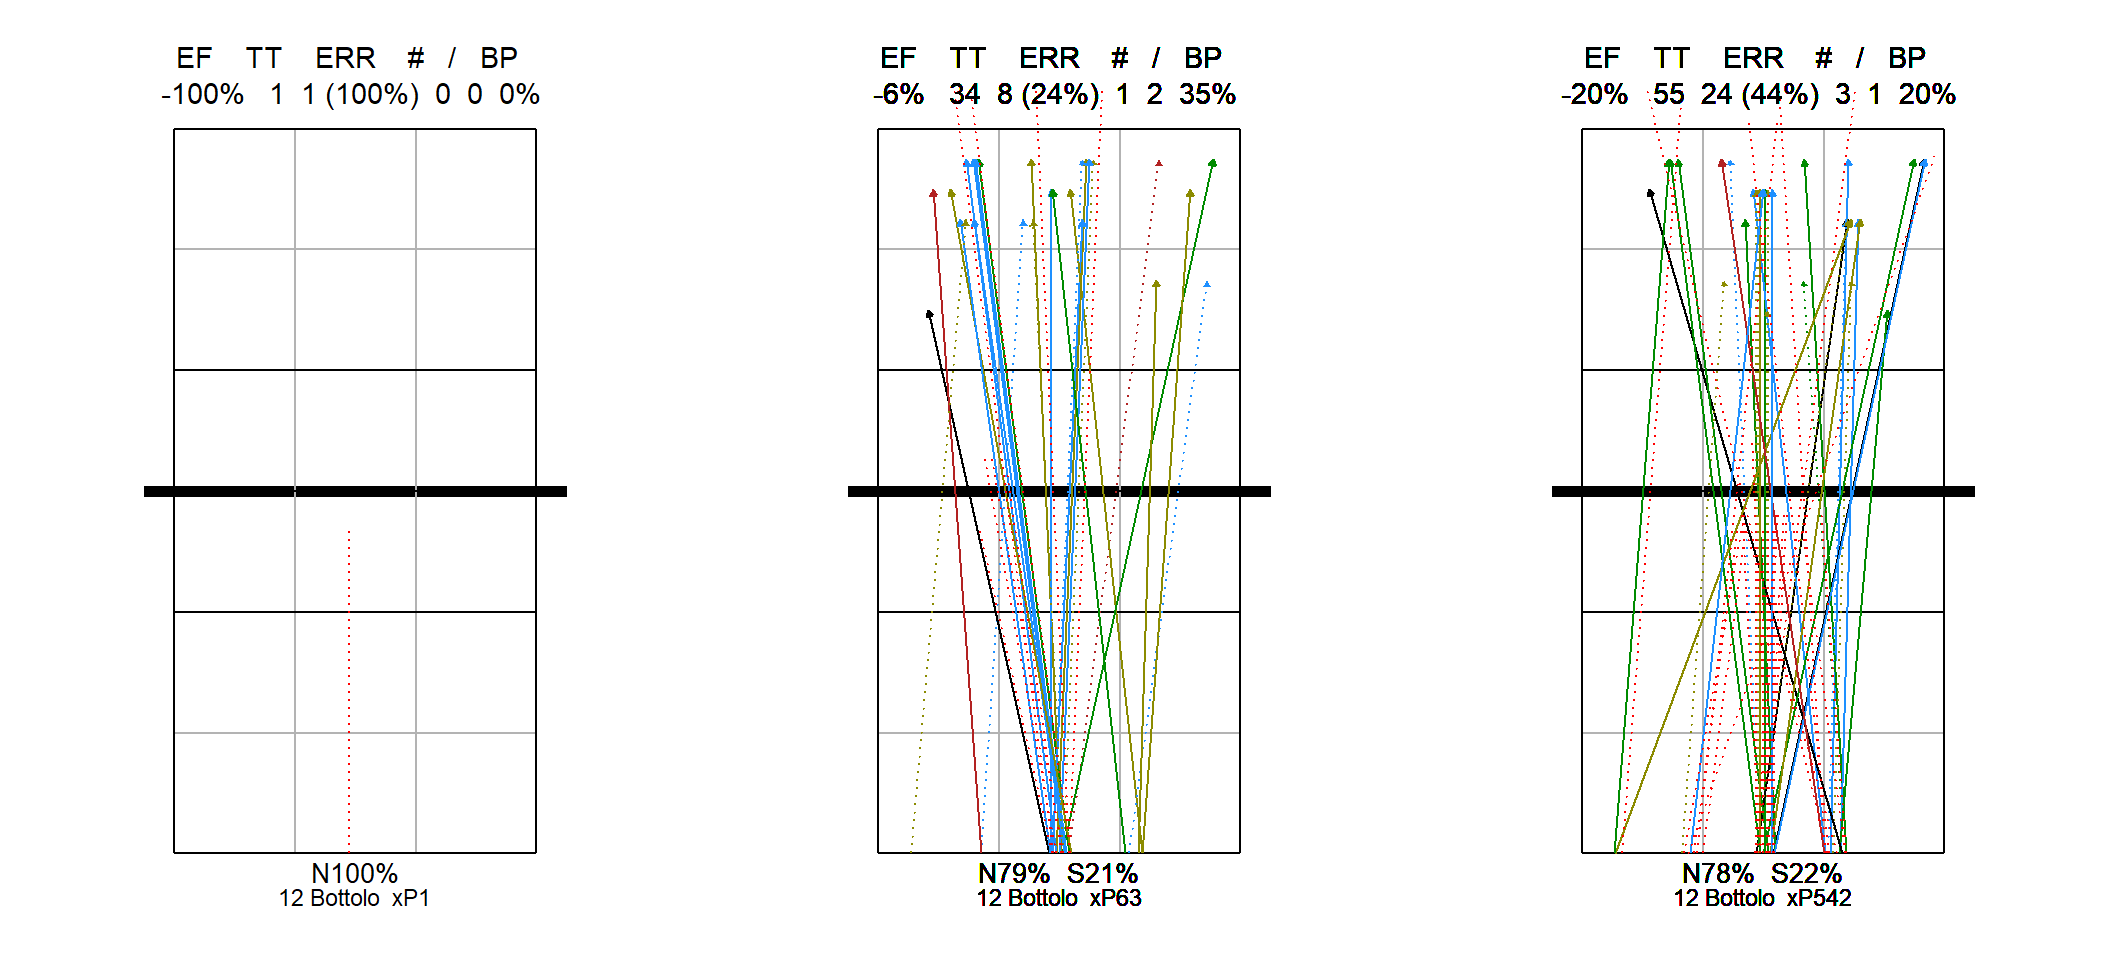 EF TT ERR # / BP
-100% 1 1 (100%) 0 0 0%
N100%
12 Bottolo xP1
EF TT ERR # / BP
-6% 34 8 (24%) 1 2 35%
N79% S21%
12 Bottolo xP63
EF TT ERR # / BP
-20% 55 24 (44%) 3 1 20%
N78% S22%
12 Bottolo xP542